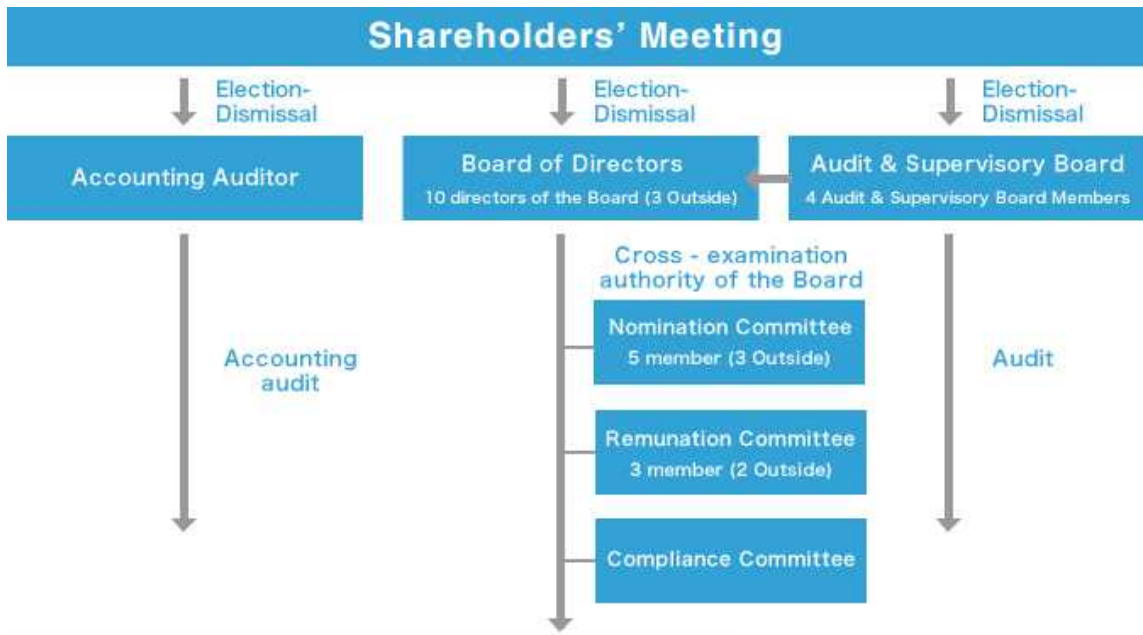 Shareholders' Meeting
Election-
Dismissal
Election-
Dismissal
Election-
Dismissal
Accounting Auditor
Board of Directors
10 directors of the Board (3 Outside)
Audit & Supervisory Board
4 Audit & Supervisory Board Members
Cross - examination
authority of the Board
Nomination Committee
5 member (3 Outside)
Accounting
audit
Audit
Remunation Committee
3 member (2 Outside)
Compliance Committee